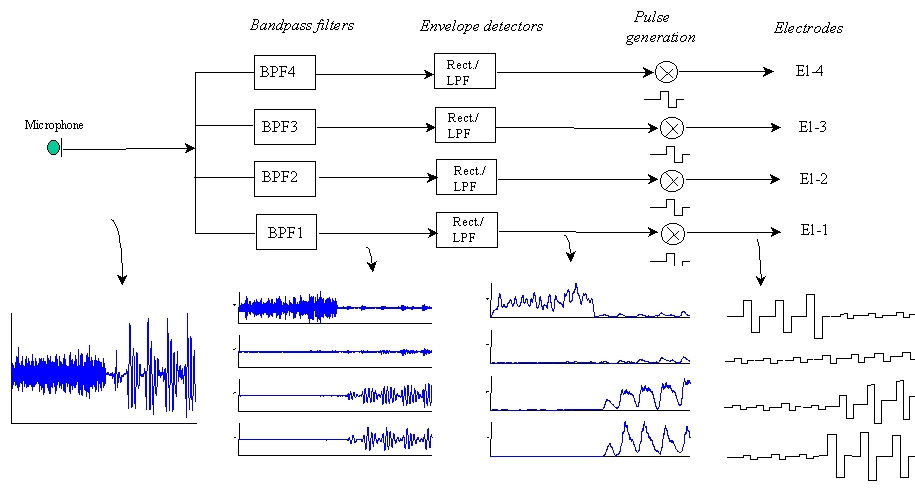 Bandpass filters
Envelope detectors
Pulse
generation
Electrodes
BPF4
Rect./
LPF
El-4
Microphone
BPF3
Rect./
LPF
El-3
BPF2
Rect./
LPF
El-2
BPF1
Rect./
LPF
El-1